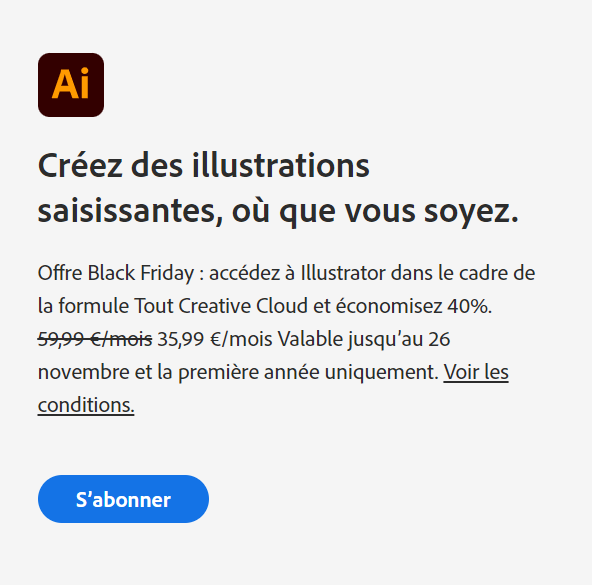 Ai
Créez des illustrations
saisissantes, où que vous soyez.
Offre Black Friday : accédez à Illustrator dans le cadre de
la formule Tout Creative Cloud et économisez 40%.
59,99 €/mois 35,99 €/mois Valable jusqu’au 26
novembre et la première année uniquement. Voir les
conditions.
S’abonner